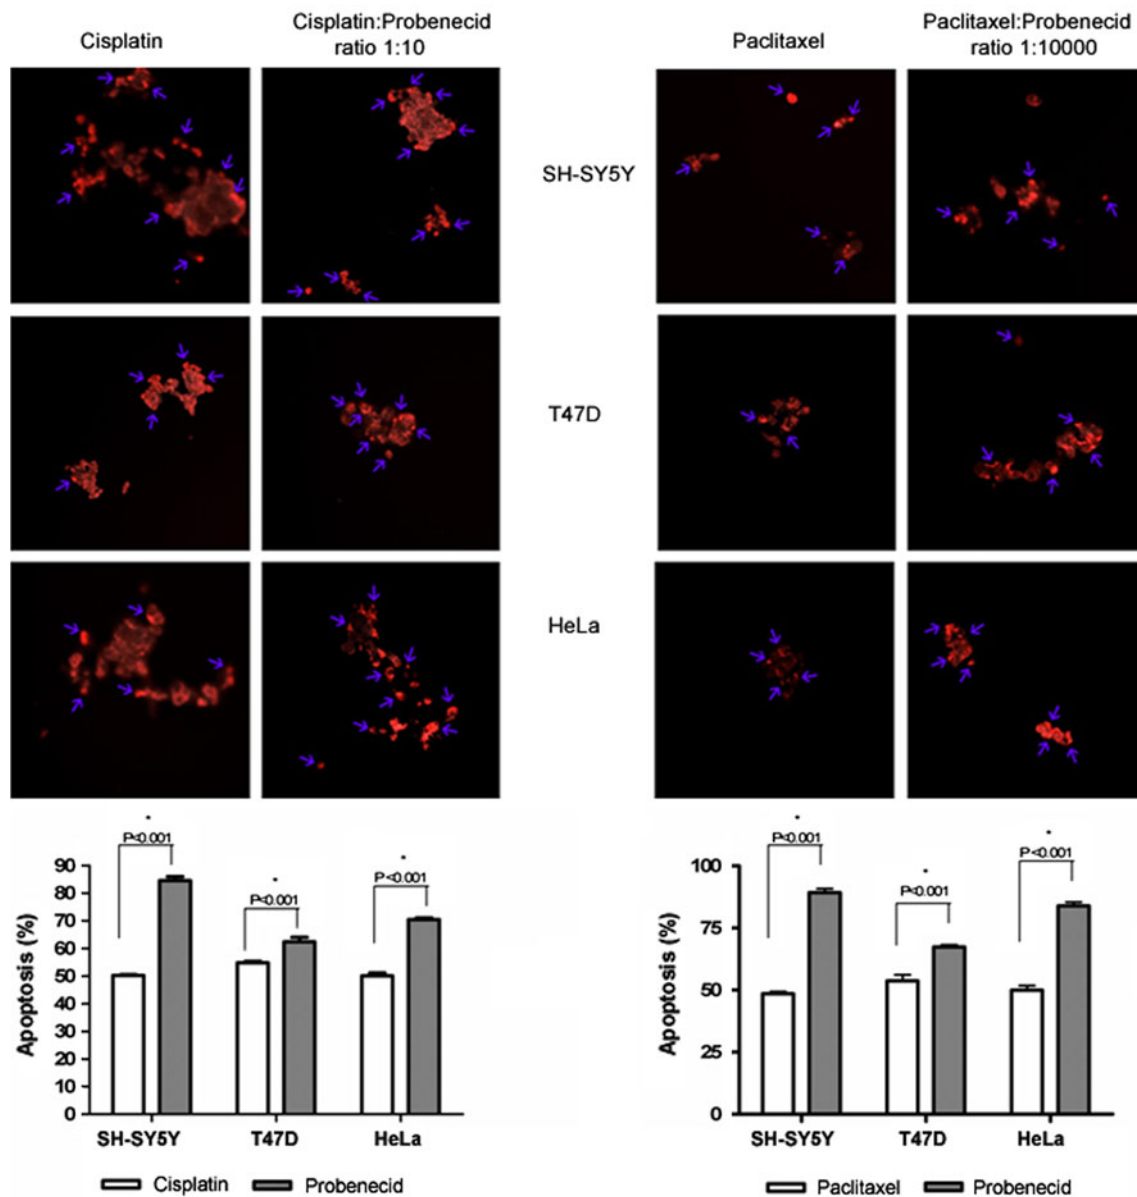 Cisplatin
Cisplatin:Probenecid
ratio 1:10
Paclitaxel
Paclitaxel:Probenecid
ratio 1:10000
SH-SY5Y
T47D
HeLa
*
P<0.001
*
P<0.001
*
P<0.001
Apoptosis (%)
90
80
70
60
50
40
30
20
10
0
SH-SY5Y T47D HeLa
Cisplatin Probenecid
*
P<0.001
*
P<0.001
*
P<0.001
Apoptosis (%)
100
75
50
25
0
SH-SY5Y T47D HeLa
Paclitaxel Probenecid